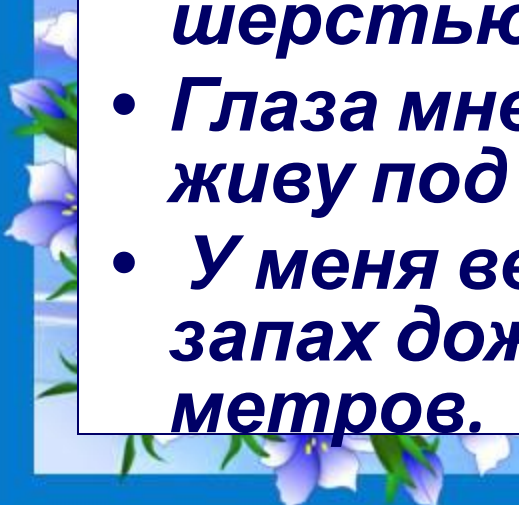 шерстью
• Глаза мне
живу под
• У меня ве
запах дож
метров.